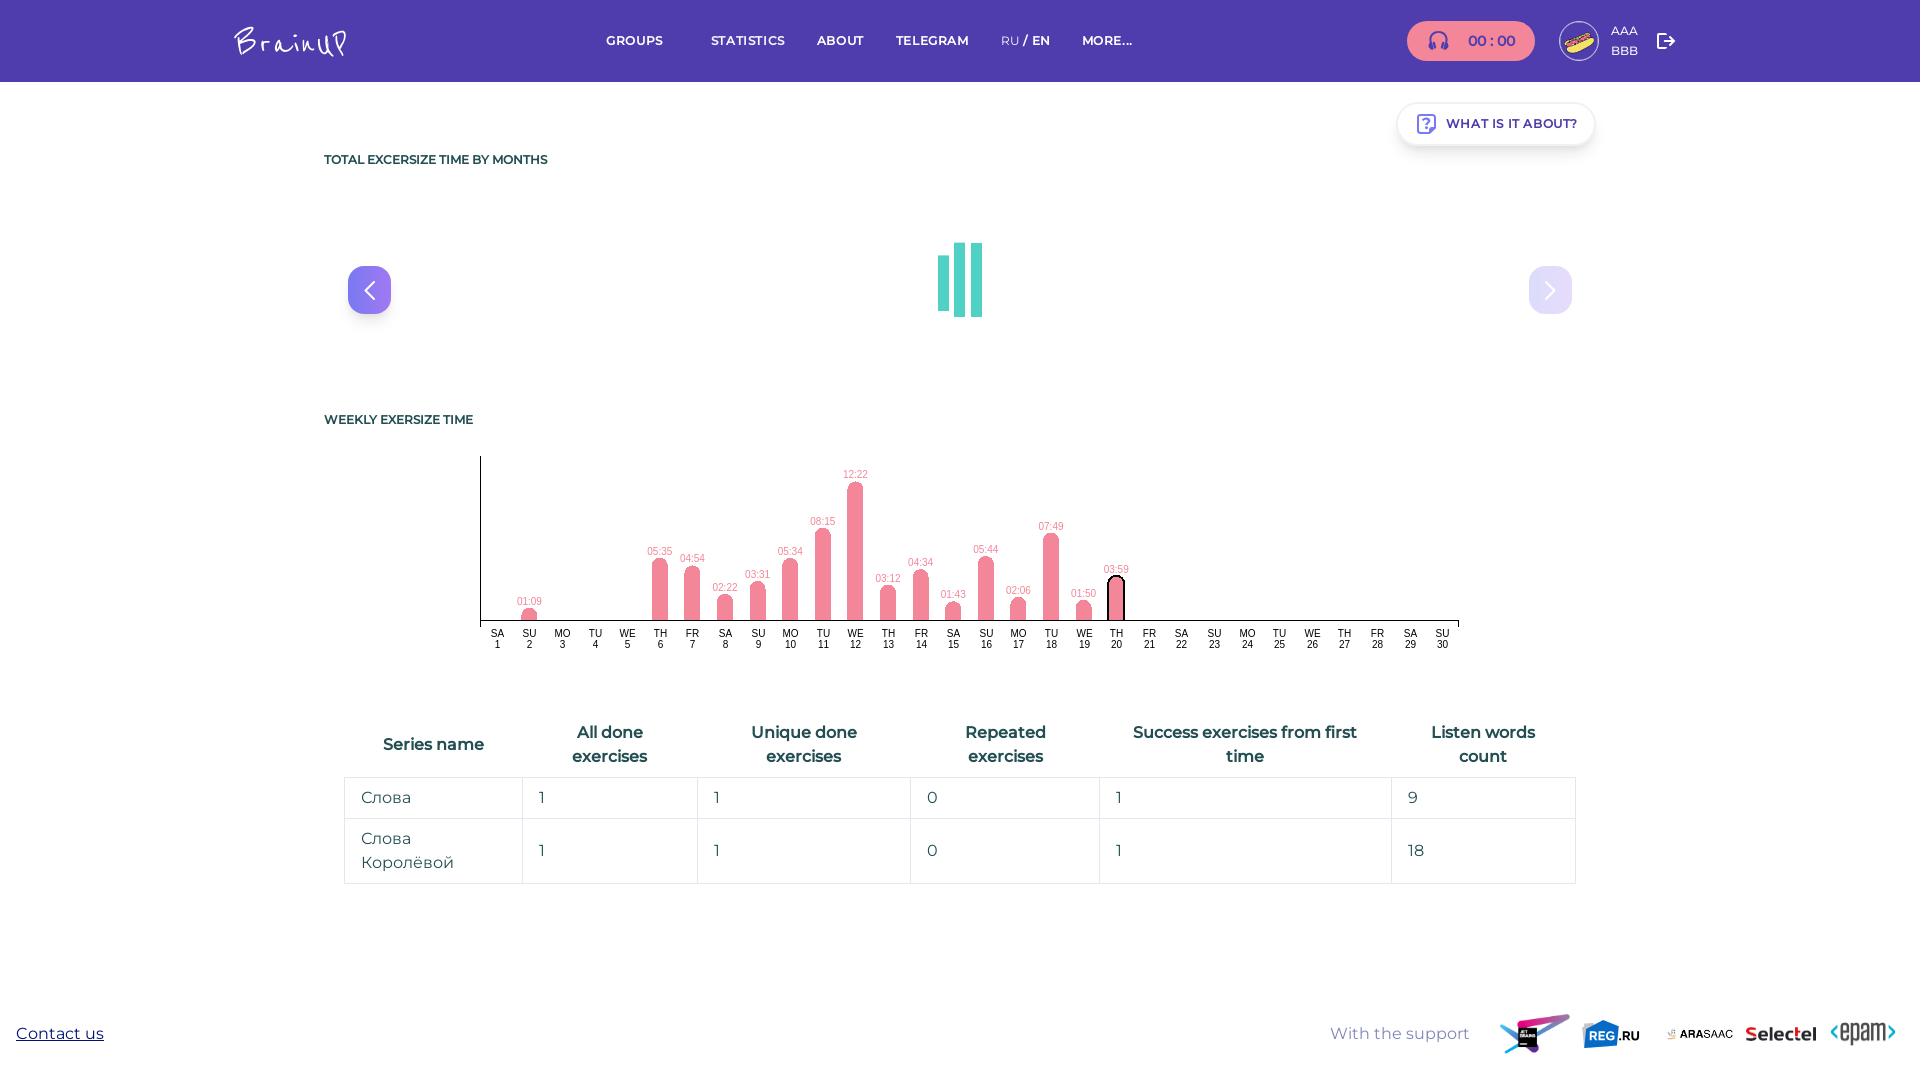 BrainUP
GROUPS STATISTICS ABOUT TELEGRAM RU / EN MORE...
00 : 00
AAA
BBB
WHAT IS IT ABOUT?
TOTAL EXCERSIZE TIME BY MONTHS
WEEKLY EXERSIZE TIME
12:22
08:15
07:49
05:35
05:34
05:44
04:54
04:34
03:59
03:31
03:12
02:22
02:06
01:43
01:50
01:09
SA SU MO TU WE TH FR SA SU MO TU WE TH FR SA SU MO TU WE TH FR SA SU MO TU WE TH FR SA SU
1 2 3 4 5 6 7 8 9 10 11 12 13 14 15 16 17 18 19 20 21 22 23 24 25 26 27 28 29 30
Series name All done exercises Unique done exercises Repeated exercises Success exercises from first time Listen words count
Слова 1 1 0 1 9
Слова Королёвой 1 1 0 1 18
Contact us
With the support
JET BRAINS
REG.RU
ARASAAC
Selectel
<epam>